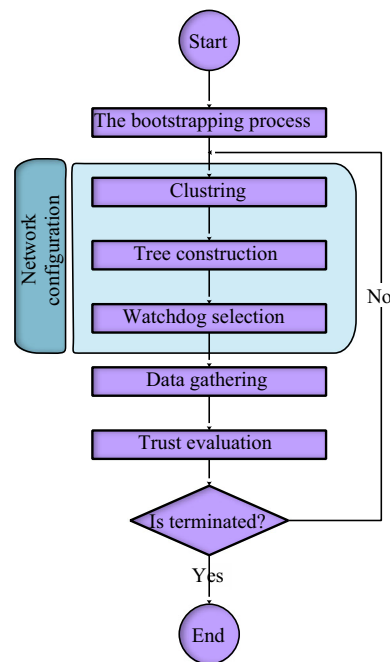 Start
The bootstrapping process
Clustring
Network
configuration
Tree construction
Watchdog selection
No
Data gathering
Trust evaluation
Is terminated?
Yes
End